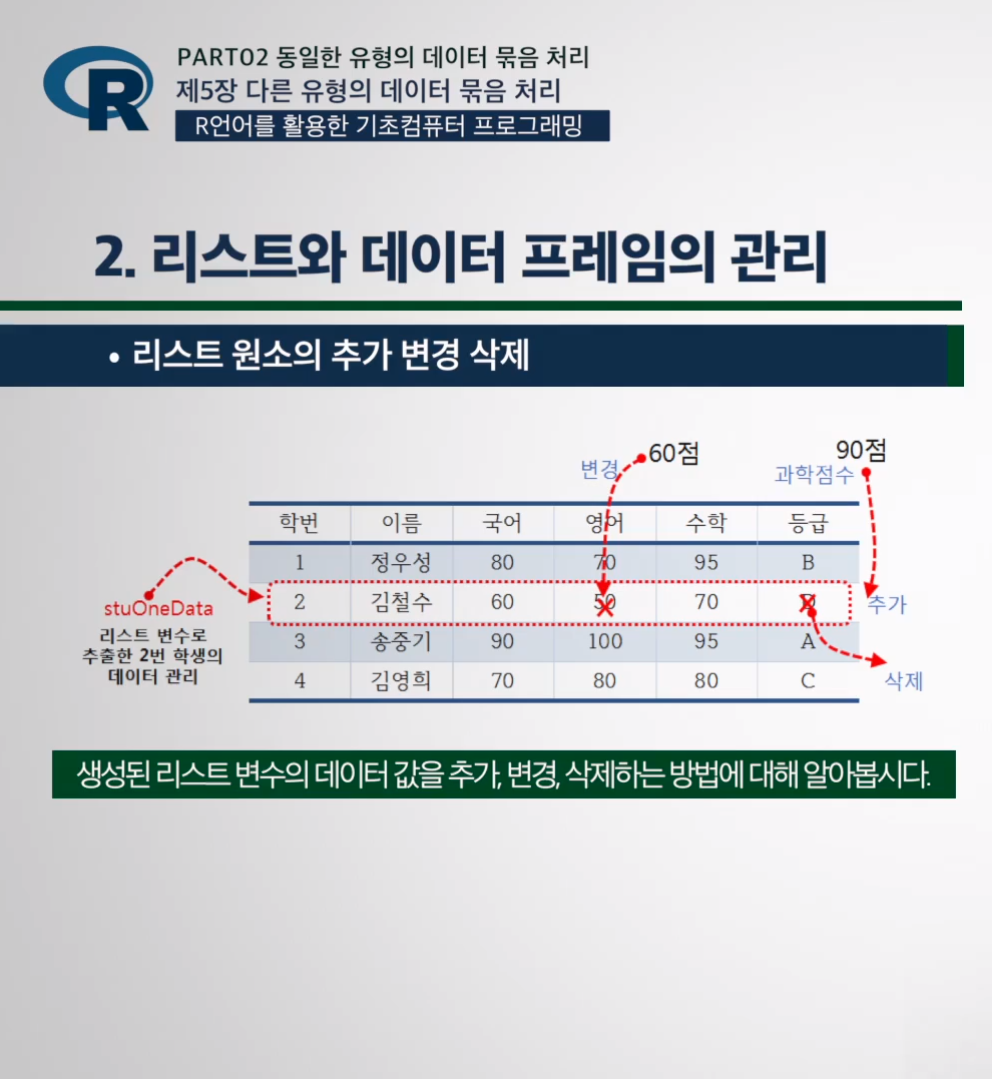 R
PART02 동일한 유형의 데이터 묶음 처리
제5장 다른 유형의 데이터 묶음 처리
R언어를 활용한 기초컴퓨터 프로그래밍
2. 리스트와 데이터 프레임의 관리
• 리스트 원소의 추가 변경 삭제
변경 60점 과학점수 90점
학번 이름 국어 영어 수학 등급
1 정우성 80 70 95 B
2 김철수 60 50 70 D 추가
3 송중기 90 100 95 A
4 김영희 70 80 80 C 삭제
stuOneData
리스트 변수로
추출한 2번 학생의
데이터 관리
생성된 리스트 변수의 데이터 값을 추가, 변경, 삭제하는 방법에 대해 알아봅시다.